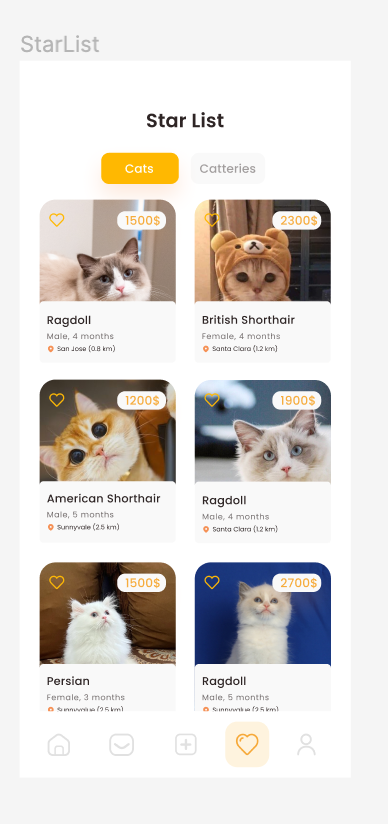 StarList
Star List
Cats
Catteries
1500$
2300$
Ragdoll
Male, 4 months
San Jose (0.8 km)
British Shorthair
Female, 4 months
Santa Clara (1.2 km)
1200$
1900$
American Shorthair
Male, 5 months
Sunnyvale (2.5 km)
Ragdoll
Male, 4 months
Santa Clara (1.2 km)
1500$
2700$
Persian
Female, 3 months
Sunnyvalue (2.5 km)
Ragdoll
Male, 5 months
Sunnyvalue (2.5 km)